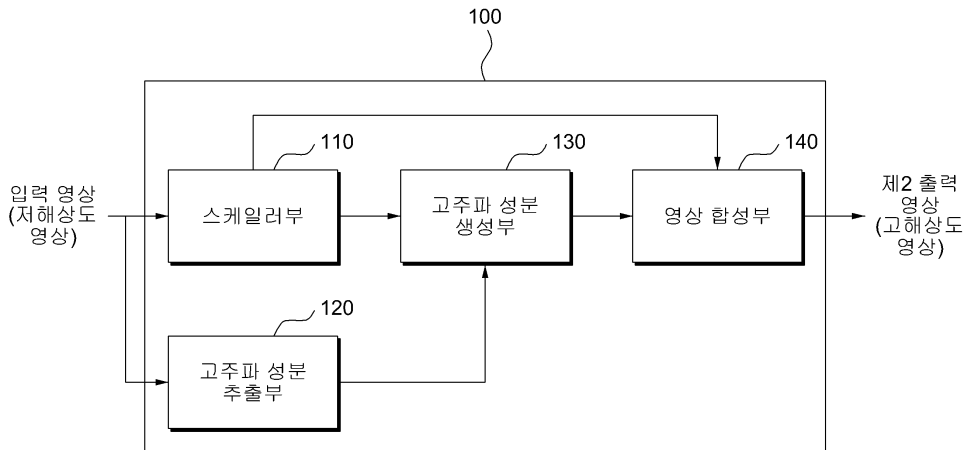 100
110
130
140
입력 영상
(저해상도
영상)
스케일러부
고주파 성분
생성부
영상 합성부
제2 출력
영상
(고해상도
영상)
120
고주파 성분
추출부